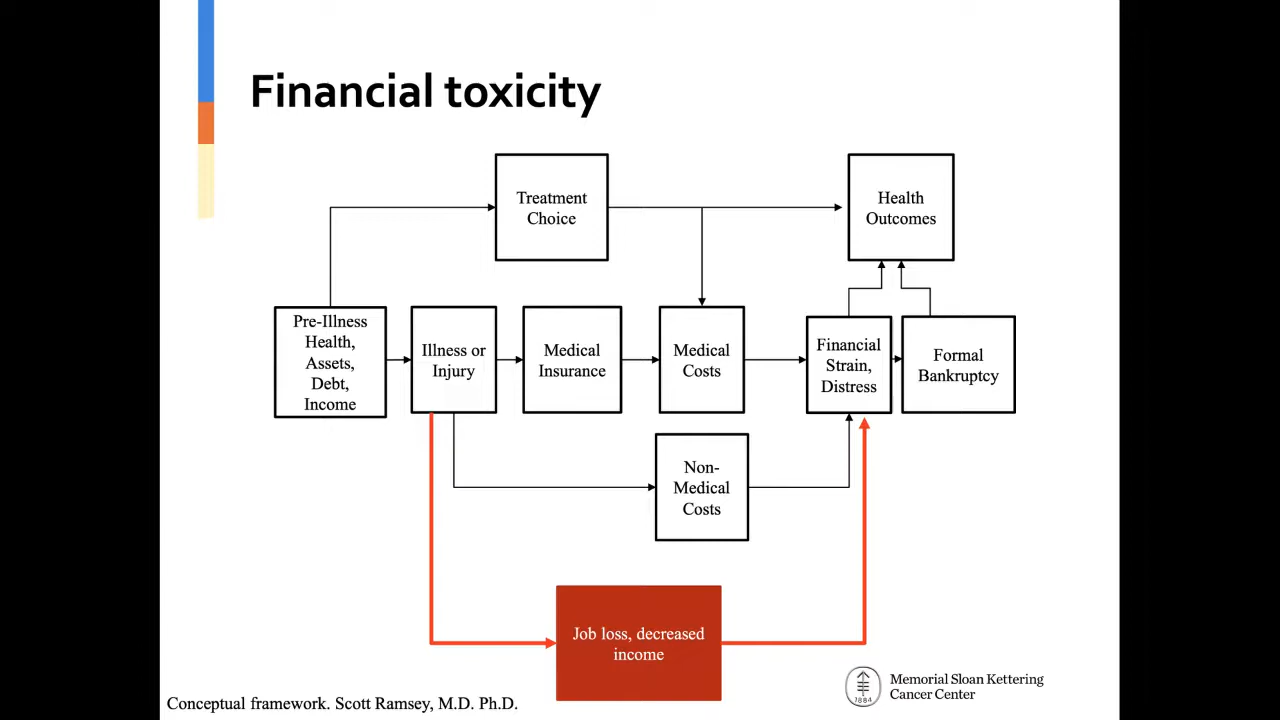 Financial toxicity
Treatment
Choice
Health
Outcomes
Pre-Illness
Health,
Assets,
Debt,
Income
Illness or
Injury
Medical
Insurance
Medical
Costs
Financial
Strain,
Distress
Formal
Bankruptcy
Non-
Medical
Costs
Job loss, decreased
income
1884
Memorial Sloan Kettering
Cancer Center
Conceptual framework. Scott Ramsey, M.D. Ph.D.